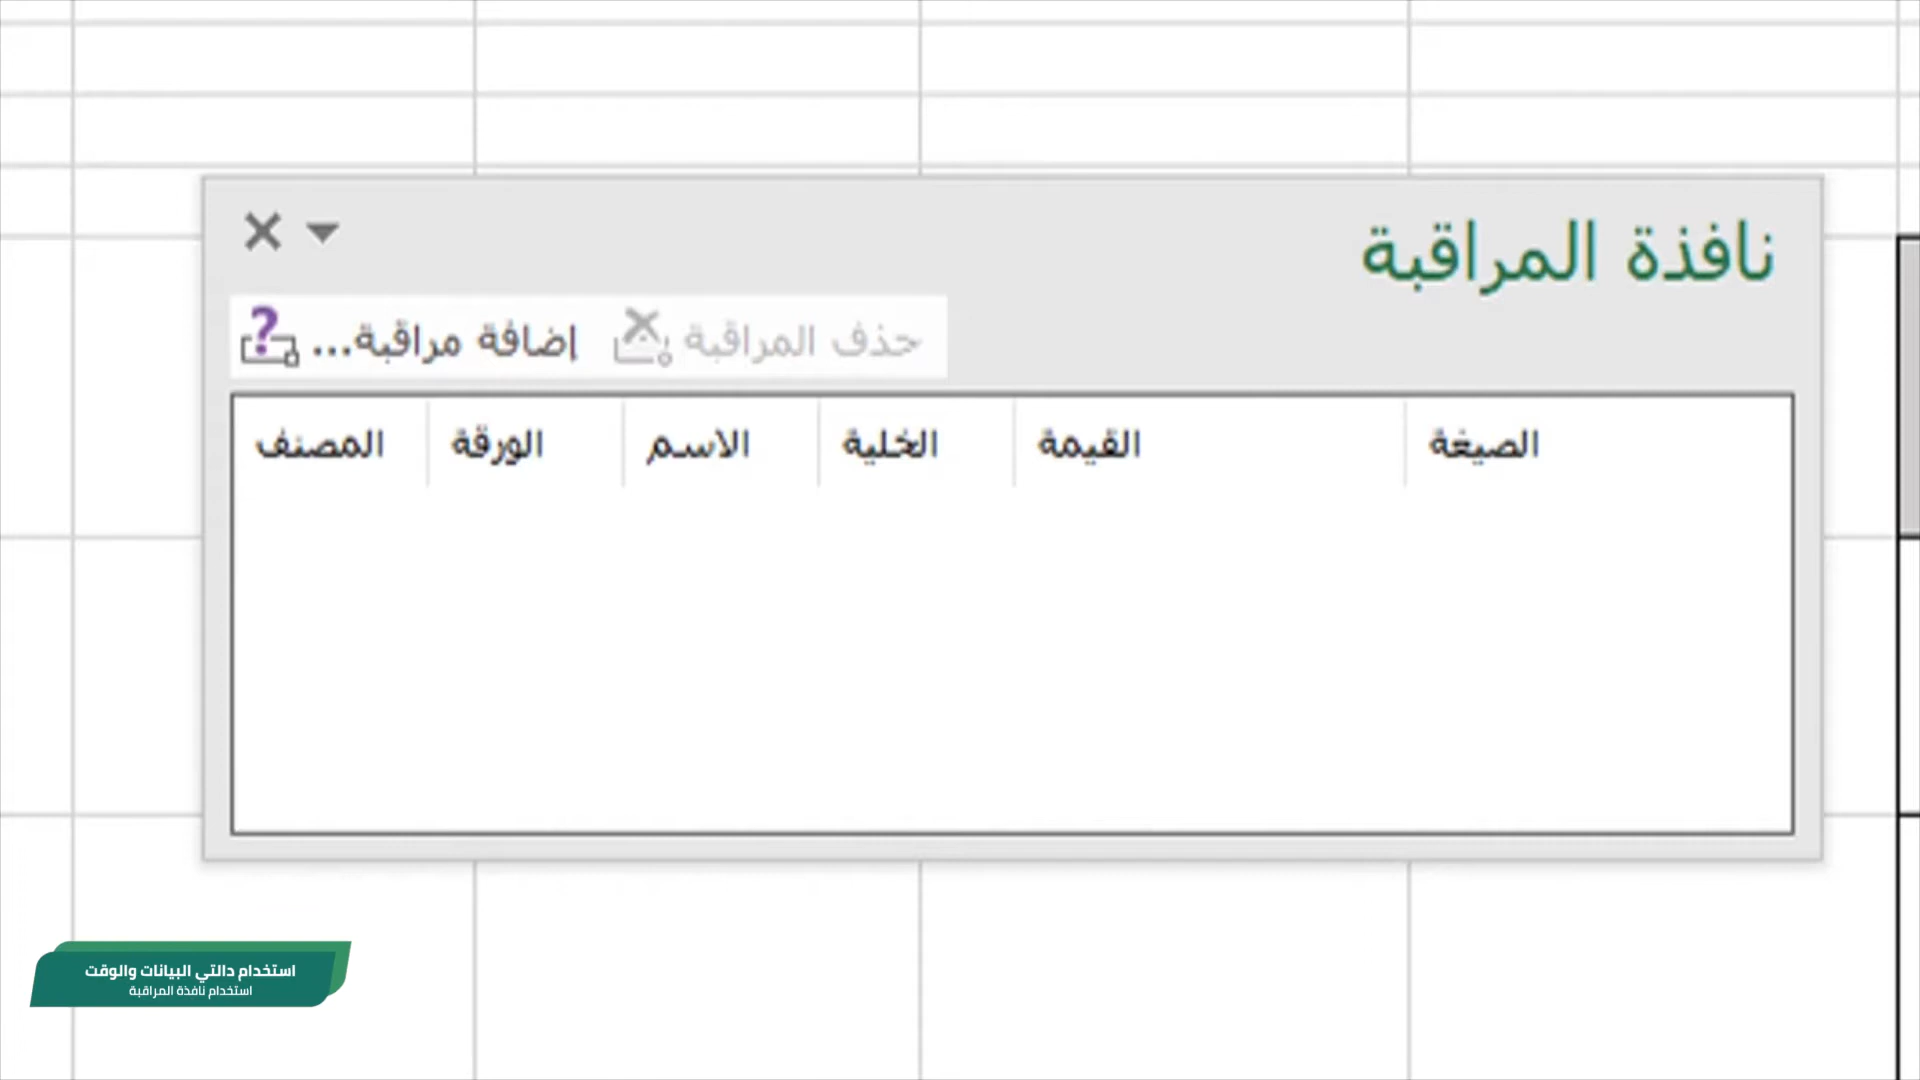 نافذة المراقبة
إضافة مراقبة... حذف المراقبة
المصنف الورقة الاسم الخلية القيمة الصيغة
استخدام دالتي البيانات والوقت
استخدام نافذة المراقبة